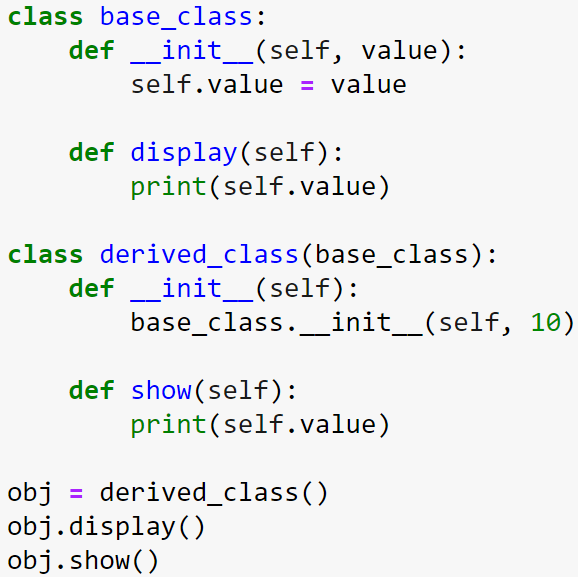 class base_class:
    def __init__(self, value):
        self.value = value
    def display(self):
        print(self.value)
class derived_class(base_class):
    def __init__(self):
        base_class.__init__(self, 10)
    def show(self):
        print(self.value)
obj = derived_class()
obj.display()
obj.show()